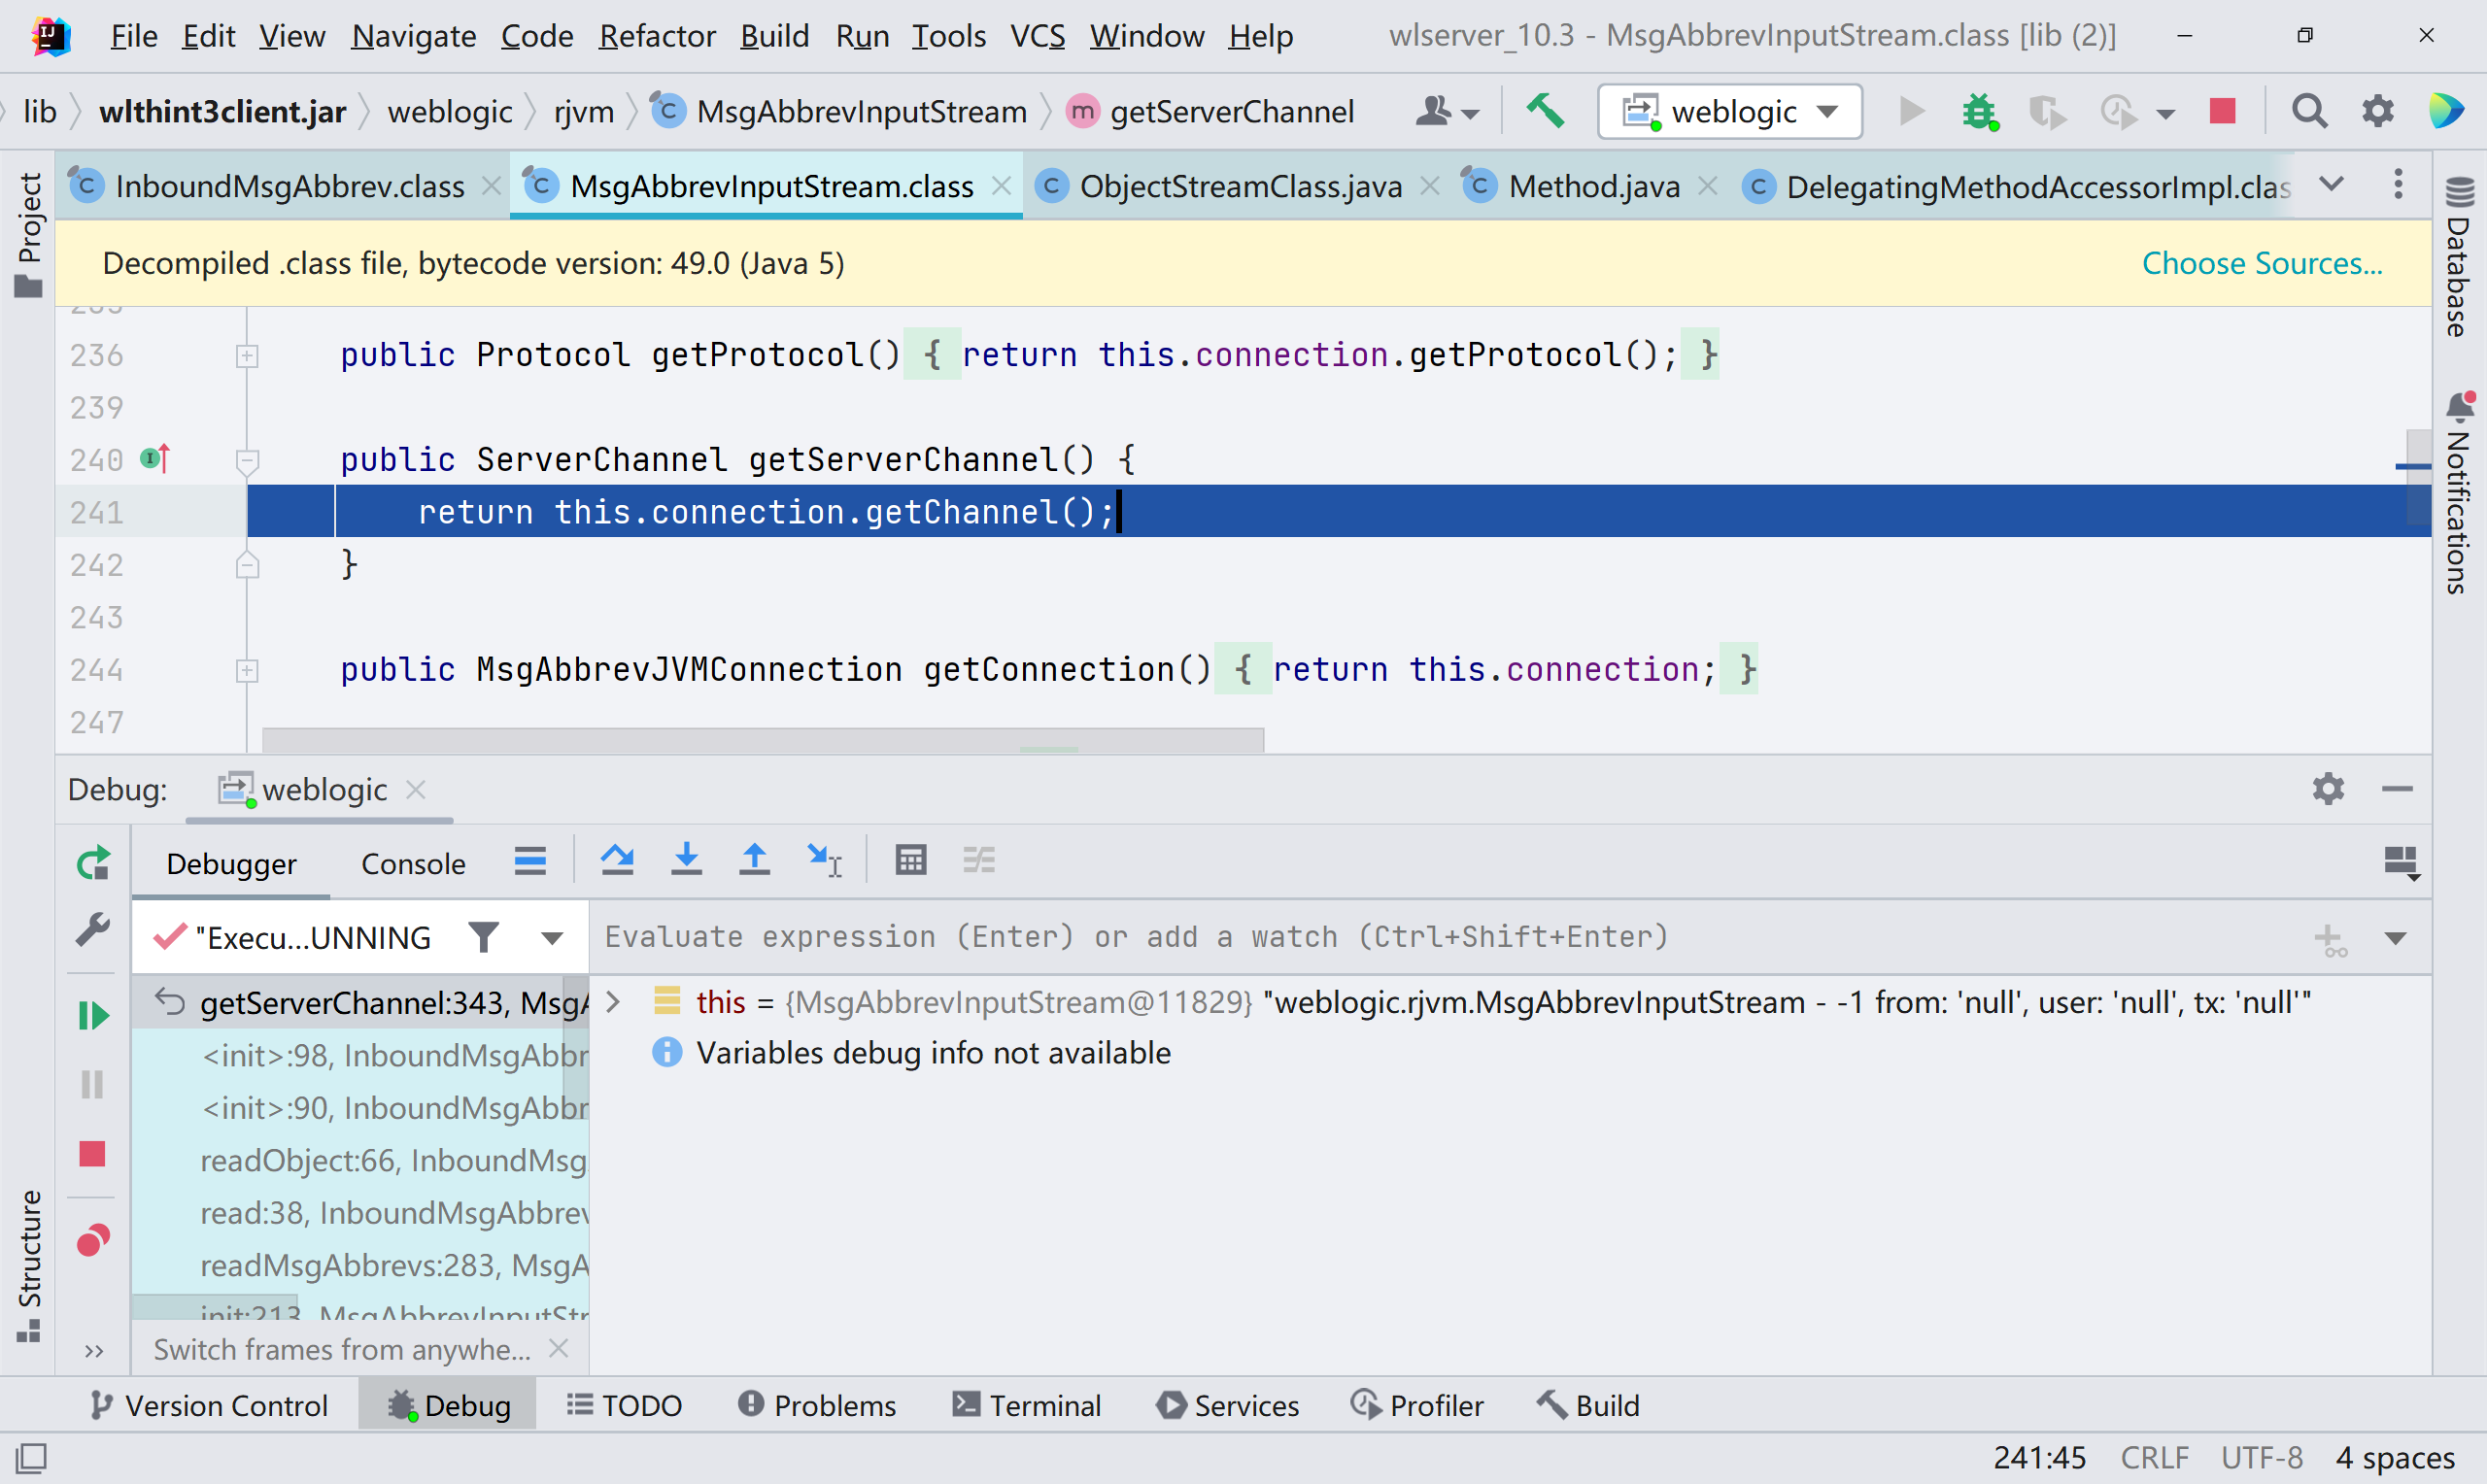 File Edit View Navigate Code Refactor Build Run Tools VCS Window Help wlserver_10.3 - MsgAbbrevInputStream.class [lib (2)]
lib wlthint3client.jar weblogic rjvm MsgAbbrevInputStream getServerChannel weblogic
Project
InboundMsgAbbrev.class MsgAbbrevInputStream.class ObjectStreamClass.java Method.java DelegatingMethodAccessorImpl.clas
Database
Notifications
Decompiled .class file, bytecode version: 49.0 (Java 5) Choose Sources...
236 public Protocol getProtocol() { return this.connection.getProtocol(); }
239
240 public ServerChannel getServerChannel() {
241 return this.connection.getChannel();
242 }
243
244 public MsgAbbrevJVMConnection getConnection() { return this.connection; }
247
Debug: weblogic
Debugger Console
"Execu...UNNING Evaluate expression (Enter) or add a watch (Ctrl+Shift+Enter)
getServerChannel:343, MsgA
<init>:98, InboundMsgAbbr
<init>:90, InboundMsgAbbr
readObject:66, InboundMsg
read:38, InboundMsgAbbrev
readMsgAbbrevs:283, MsgA
init:213, MsgAbbrevInputStr
this = {MsgAbbrevInputStream@11829} "weblogic.rjvm.MsgAbbrevInputStream - -1 from: 'null', user: 'null', tx: 'null'"
Variables debug info not available
Structure
Switch frames from anywhe...
Version Control Debug TODO Problems Terminal Services Profiler Build
241:45 CRLF UTF-8 4 spaces